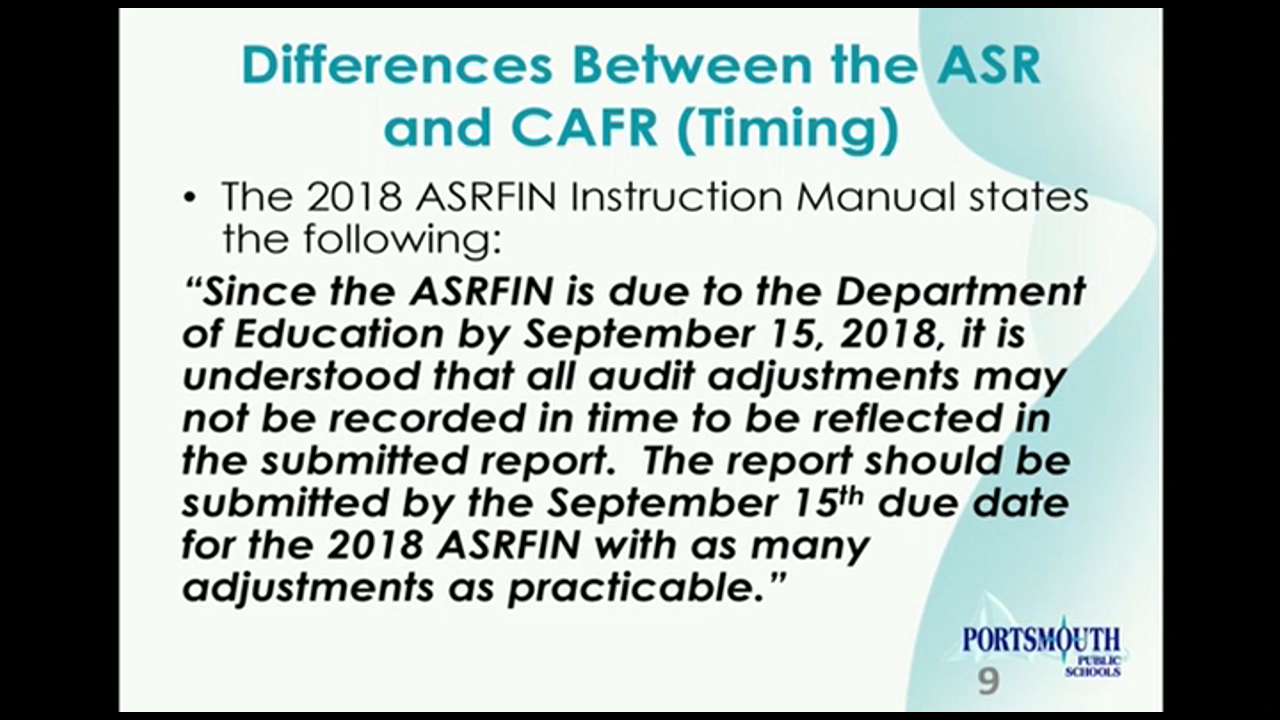 Differences Between the ASR
and CAFR (Timing)
• The 2018 ASRFIN Instruction Manual states
the following:
“Since the ASRFIN is due to the Department
of Education by September 15, 2018, it is
understood that all audit adjustments may
not be recorded in time to be reflected in
the submitted report.  The report should be
submitted by the September 15th due date
for the 2018 ASRFIN with as many
adjustments as practicable.”
PORTSMOUTH
PUBLIC
SCHOOLS
9